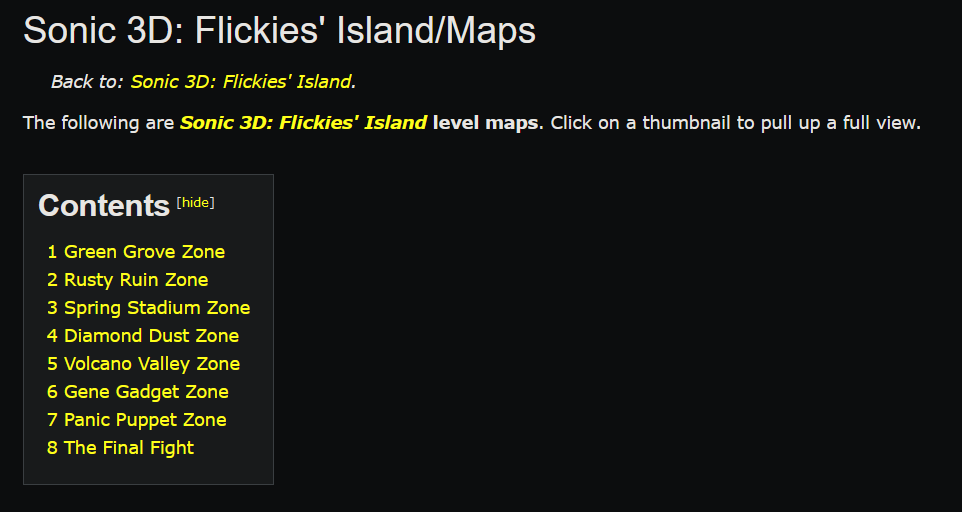 Sonic 3D: Flickies' Island/Maps
Back to: Sonic 3D: Flickies' Island.
The following are Sonic 3D: Flickies' Island level maps. Click on a thumbnail to pull up a full view.
Contents [hide]
1 Green Grove Zone
2 Rusty Ruin Zone
3 Spring Stadium Zone
4 Diamond Dust Zone
5 Volcano Valley Zone
6 Gene Gadget Zone
7 Panic Puppet Zone
8 The Final Fight